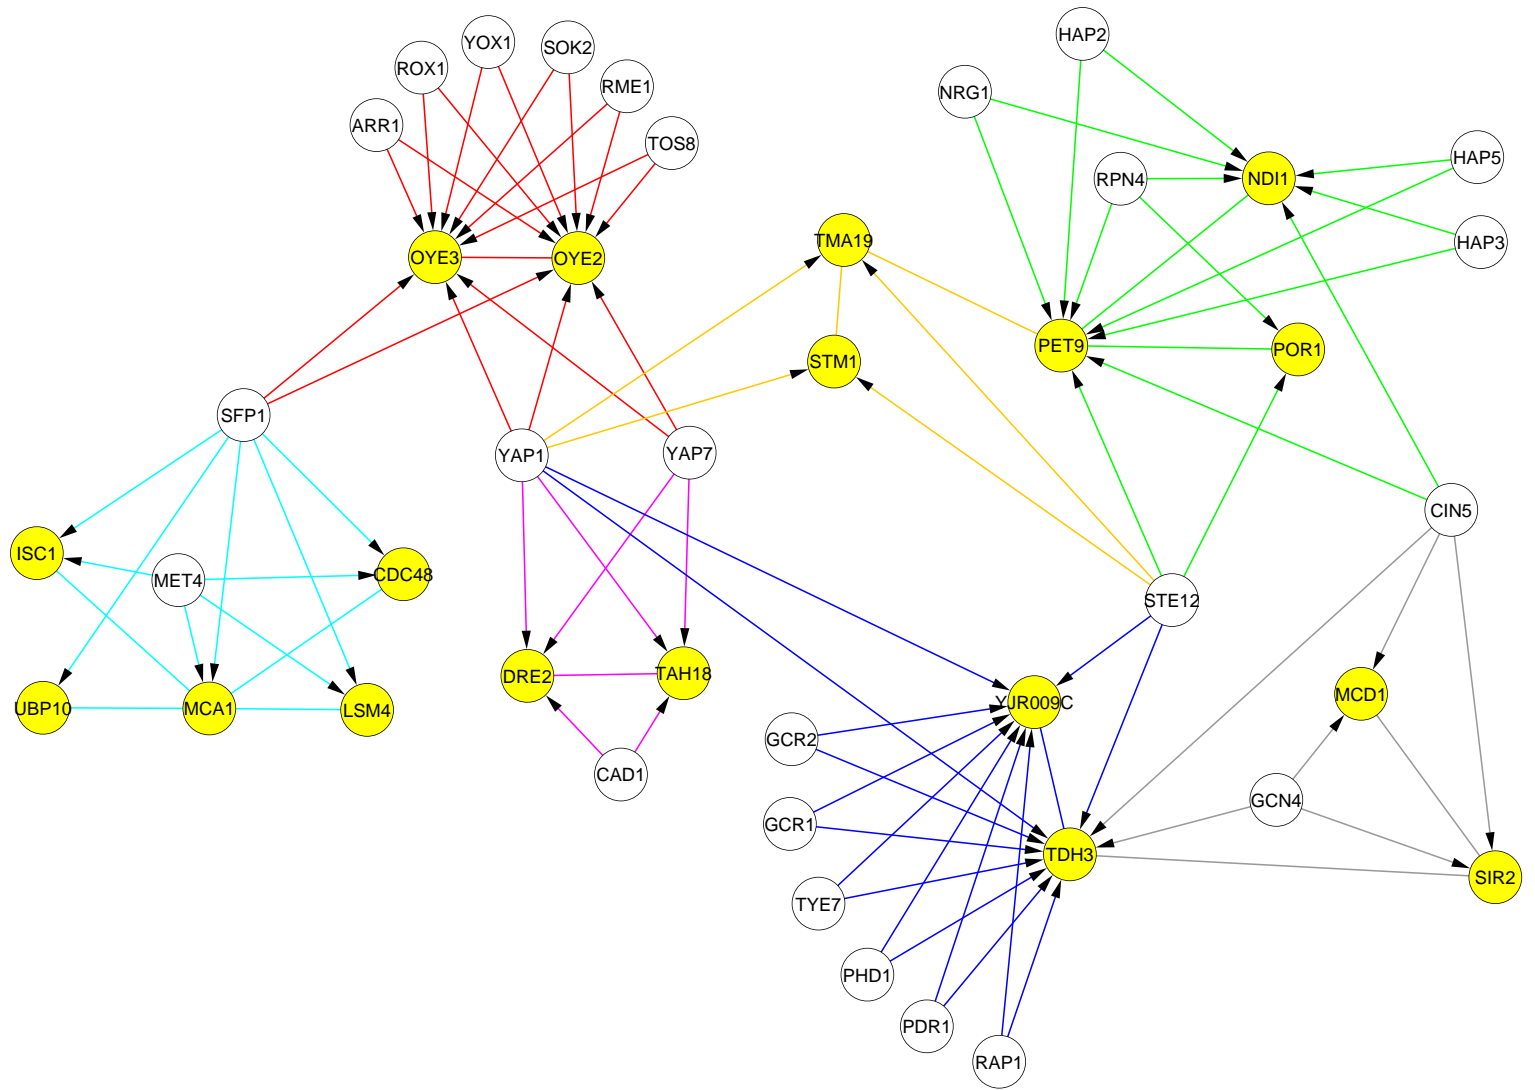 HAP2
YOX1
SOK2
ROX1
RME1
NRG1
ARR1
TOS8
HAP5
RPN4
NDI1
TMA19
HAP3
OYE3
OYE2
PET9
POR1
STM1
SFP1
YAP1
YAP7
CIN5
ISC1
MET4
CDC48
STE12
DRE2
TAH18
MCD1
UBP10
MCA1
LSM4
YJR009C
GCR2
CAD1
GCN4
GCR1
TDH3
SIR2
TYE7
PHD1
PDR1
RAP1